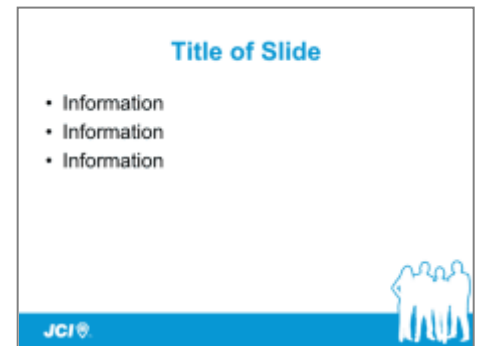 Title of Slide
• Information
• Information
• Information
JCI